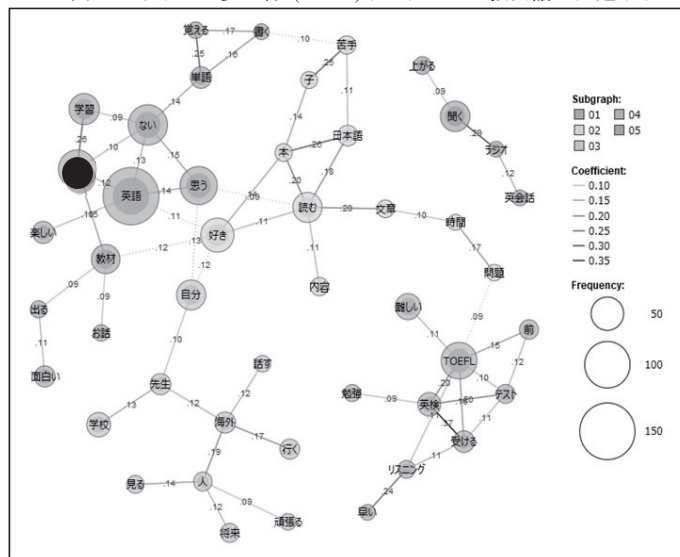 覚える
.17
書く
.10
苦手
.25
.16
.26
単語
子
上がる
.14
.11
.09
学習
.09
ない
.14
日本語
聞く
.26
.10
.15
本
.26
.29
ラジオ
.13
.12
.20
.18
.12
英語
.14
思う
英会話
楽しい
.11
.09
読む
.20
文章
.10
時間
好き
.11
.17
教材
.12
.13
.11
問題
.12
自分
内容
出る
.09
.09
難しい
.09
前
.11
お話
.11
.15
面白い
.10
TOEFL
.12
先生
話す
勉強
.20
.10
テスト
学校
.13
.12
.09
英検
.11
海外
.12
.11
.37
受ける
.17
行く
リスニング
.11
.19
見る
.14
人
.24
.09
早い
.12
頑張る
将来
Subgraph:
01
04
02
05
03
Coefficient:
0.10
0.15
0.20
0.25
0.30
0.35
Frequency:
50
100
150